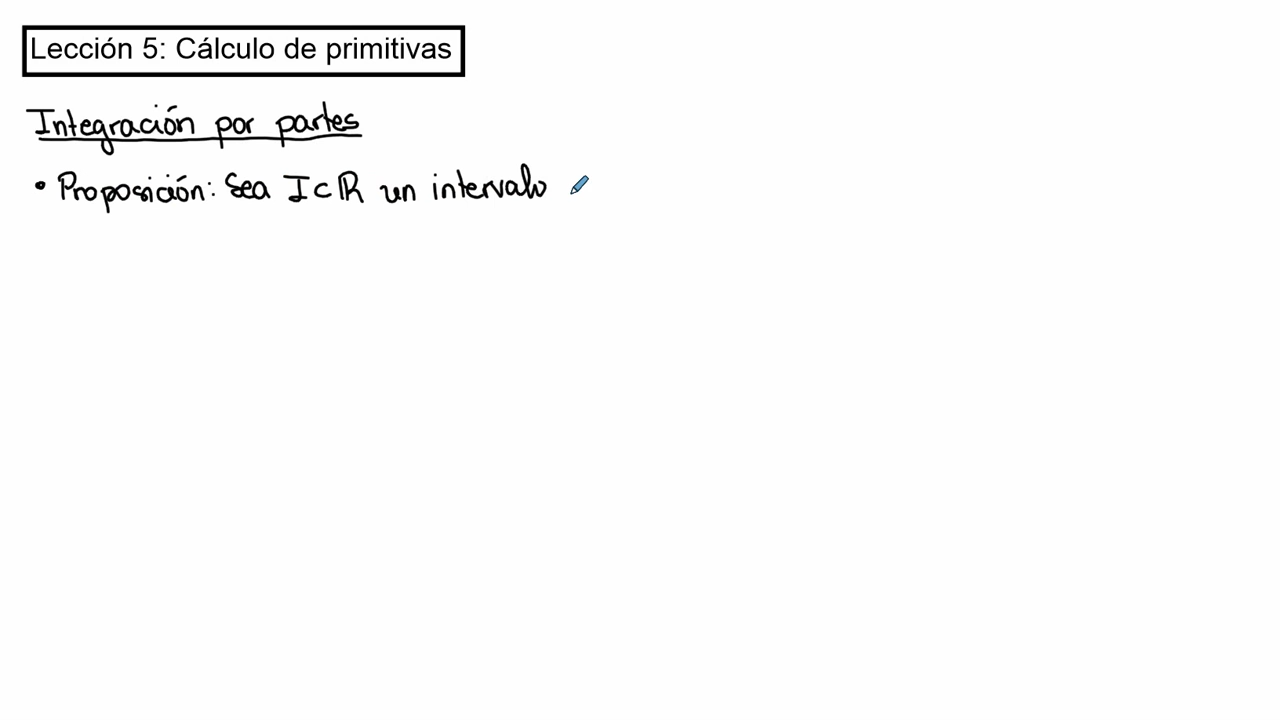 Lección 5: Cálculo de primitivas
Integración por partes
• Proposición: Sea I⊂ℝ un intervalo